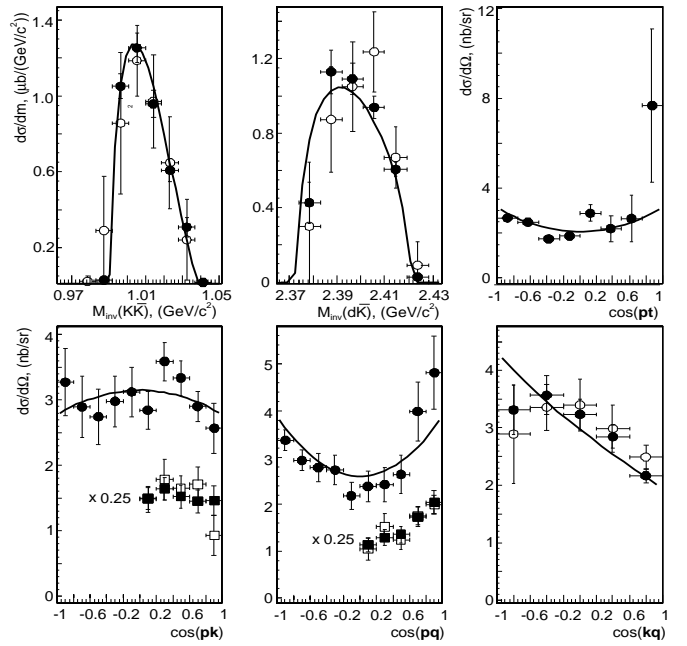 dσ/dm, (μb/(GeV/c²))
1.4
1.0
0.6
0.2
0.97 1.01 1.05
M_inv(KK̅), (GeV/c²)
2
1.6
1.2
0.8
0.4
0
2.37 2.39 2.41 2.43
M_inv(dK̅), (GeV/c²)
dσ/dΩ, (nb/sr)
12
8
4
2
0
-1 -0.6 -0.2 0.2 0.6 1
cos(pt)
dσ/dΩ, (nb/sr)
4
3
2
1
0
x 0.25
-1 -0.6 -0.2 0.2 0.6 1
cos(pk)
5
4
3
2
1
0
x 0.25
-1 -0.6 -0.2 0.2 0.6 1
cos(pq)
4
3
2
0
-1 -0.6 -0.2 0.2 0.6 1
cos(kq)